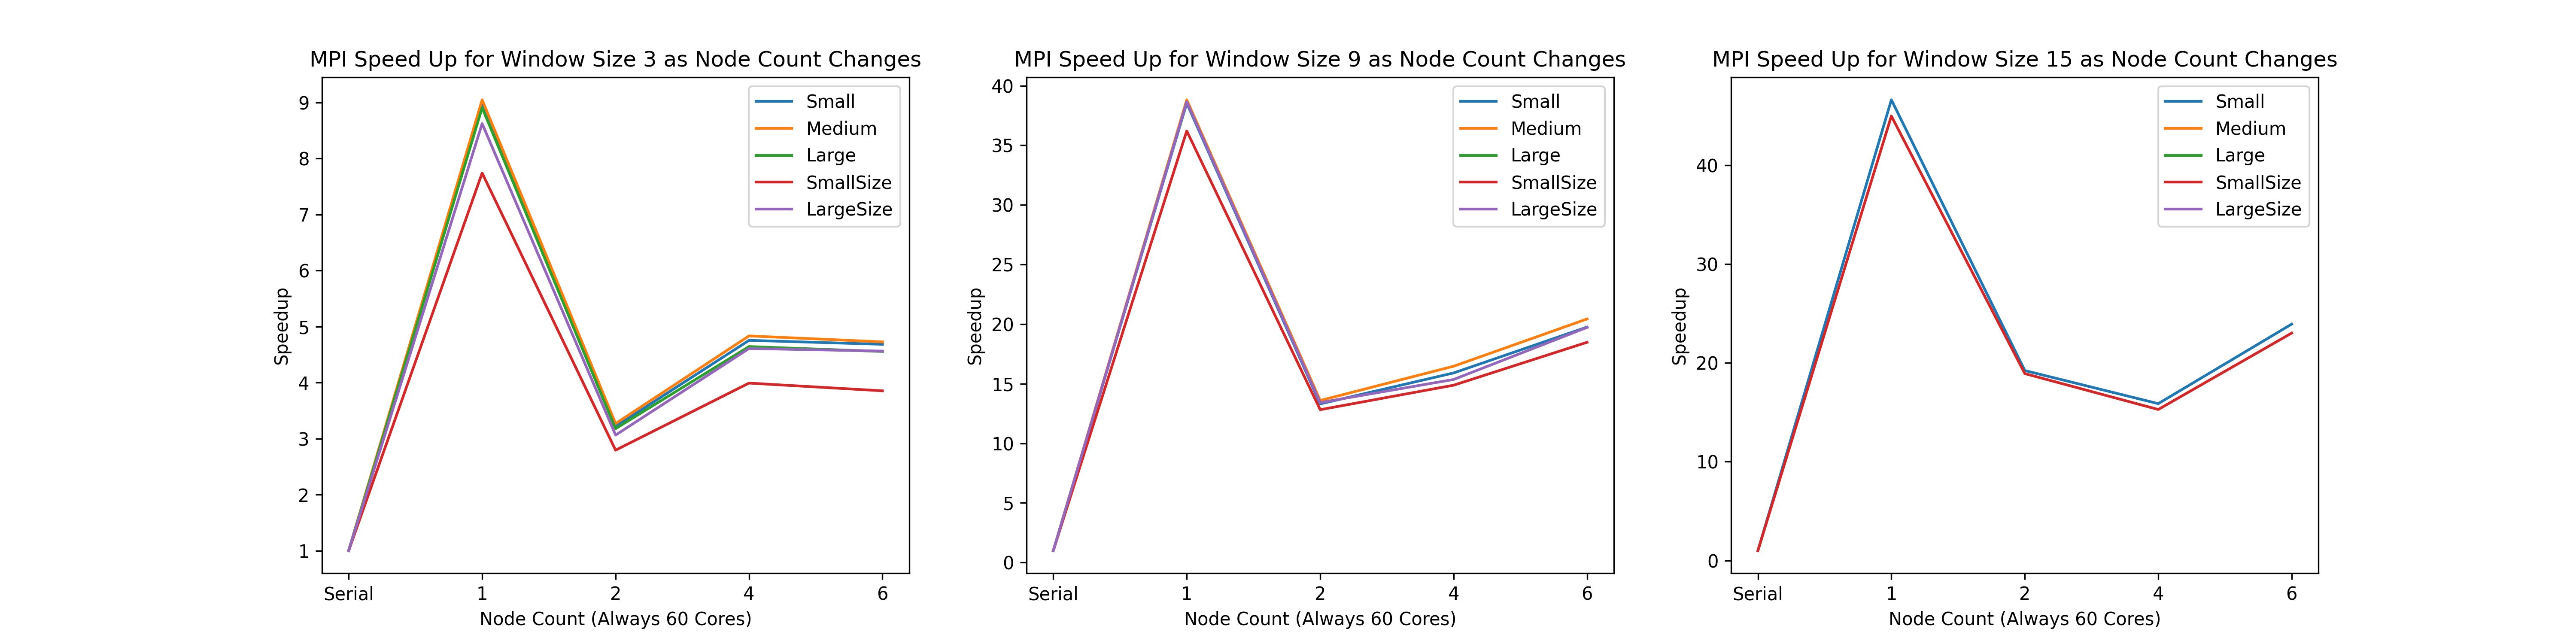 MPI Speed Up for Window Size 3 as Node Count Changes
Speedup
9
8
7
6
5
4
3
2
1
Small
Medium
Large
SmallSize
LargeSize
Serial 1 2 4 6
Node Count (Always 60 Cores)
MPI Speed Up for Window Size 9 as Node Count Changes
Speedup
40
35
30
25
20
15
10
5
0
Small
Medium
Large
SmallSize
LargeSize
Serial 1 2 4 6
Node Count (Always 60 Cores)
MPI Speed Up for Window Size 15 as Node Count Changes
Speedup
40
30
20
10
0
Small
Medium
Large
SmallSize
LargeSize
Serial 1 2 4 6
Node Count (Always 60 Cores)